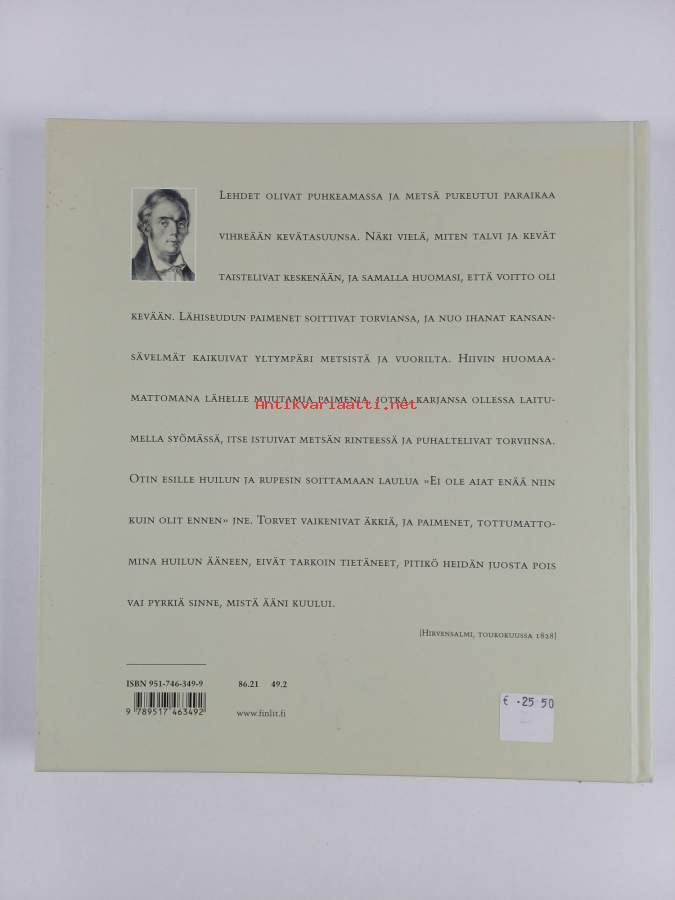 Lehdet olivat puhkeamassa ja metsä pukeutui paraikaa
vihreään kevätasuunsa. Näki vielä, miten talvi ja kevät
taistelivat keskenään, ja samalla huomasi, että voitto oli
kevään. Lähiseudun paimenet soittivat torviansa, ja nuo ihanat kansan-
sävelmät kaikuivat yltympäri metsistä ja vuorilta. Hiivin huomaa-
mattomana lähelle muutamia paimenia, jotka, karjansa ollessa laitu-
Antikvariaatti.net
mella syömässä, itse istuivat metsän rinteessä ja puhaltelivat torviinsa.
Otin esille huilun ja rupesin soittamaan laulua »Ei ole aiat enää niin
kuin olit ennen» jne. Torvet vaikenivat äkkiä, ja paimenet, tottumatto-
mina huilun ääneen, eivät tarkoin tietäneet, pitikö heidän juosta pois
vai pyrkiä sinne, mistä ääni kuului.
[Hirvensalmi, toukokuussa 1828]
ISBN 951-746-349-9 86.21 49.2
9 789517 463492
www.finlit.fi
€ -25 50